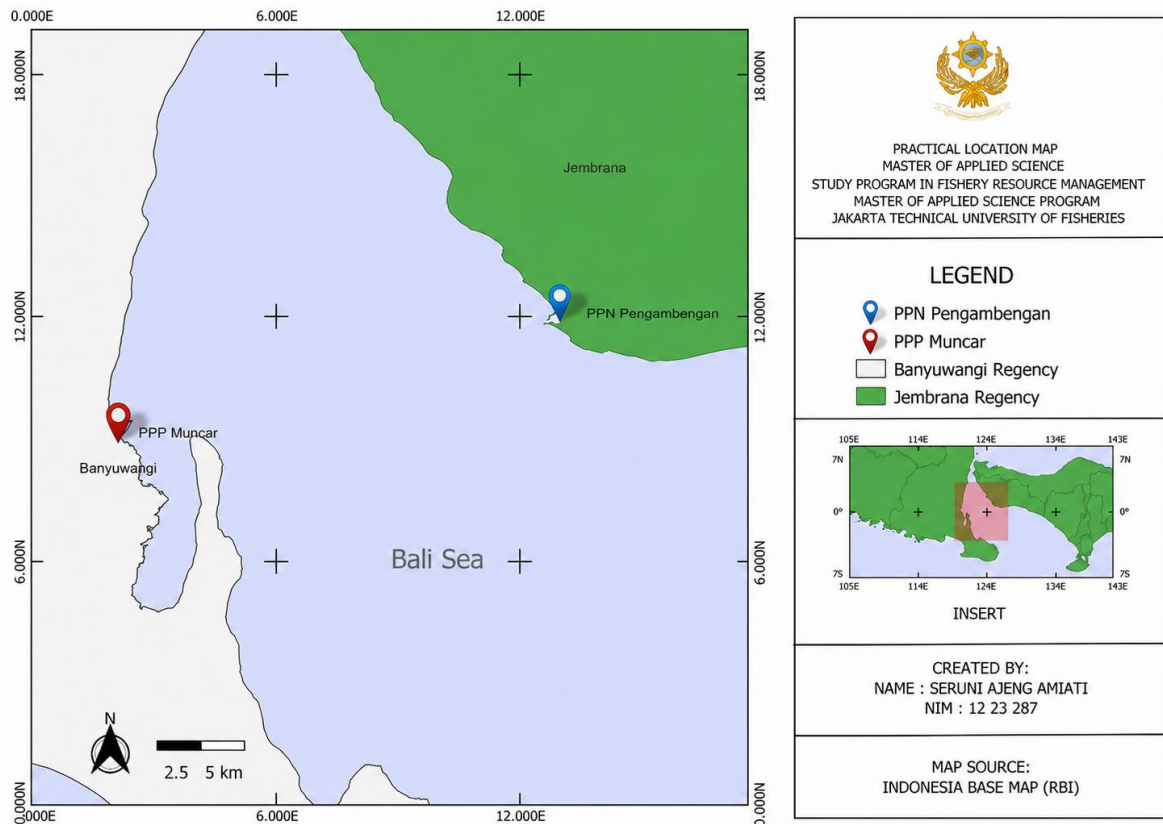 0.000E 6.000E 12.000E
18.000N 18.000N
12.000N 12.000N
6.000N 6.000N
Jembrana
PPN Pengambengan
PPP Muncar
Banyuwangi
Bali Sea
N
2.5 5 km
.000E 6.000E 12.000E
PRACTICAL LOCATION MAP
MASTER OF APPLIED SCIENCE
STUDY PROGRAM IN FISHERY RESOURCE MANAGEMENT
MASTER OF APPLIED SCIENCE PROGRAM
JAKARTA TECHNICAL UNIVERSITY OF FISHERIES
LEGEND
PPN Pengambengan
PPP Muncar
Banyuwangi Regency
Jembrana Regency
105E 114E 124E 134E 143E
7N 7N
0° 0°
7S 7S
105E 114E 124E 134E 143E
INSERT
CREATED BY:
NAME : SERUNI AJENG AMIATI
NIM : 12 23 287
MAP SOURCE:
INDONESIA BASE MAP (RBI)